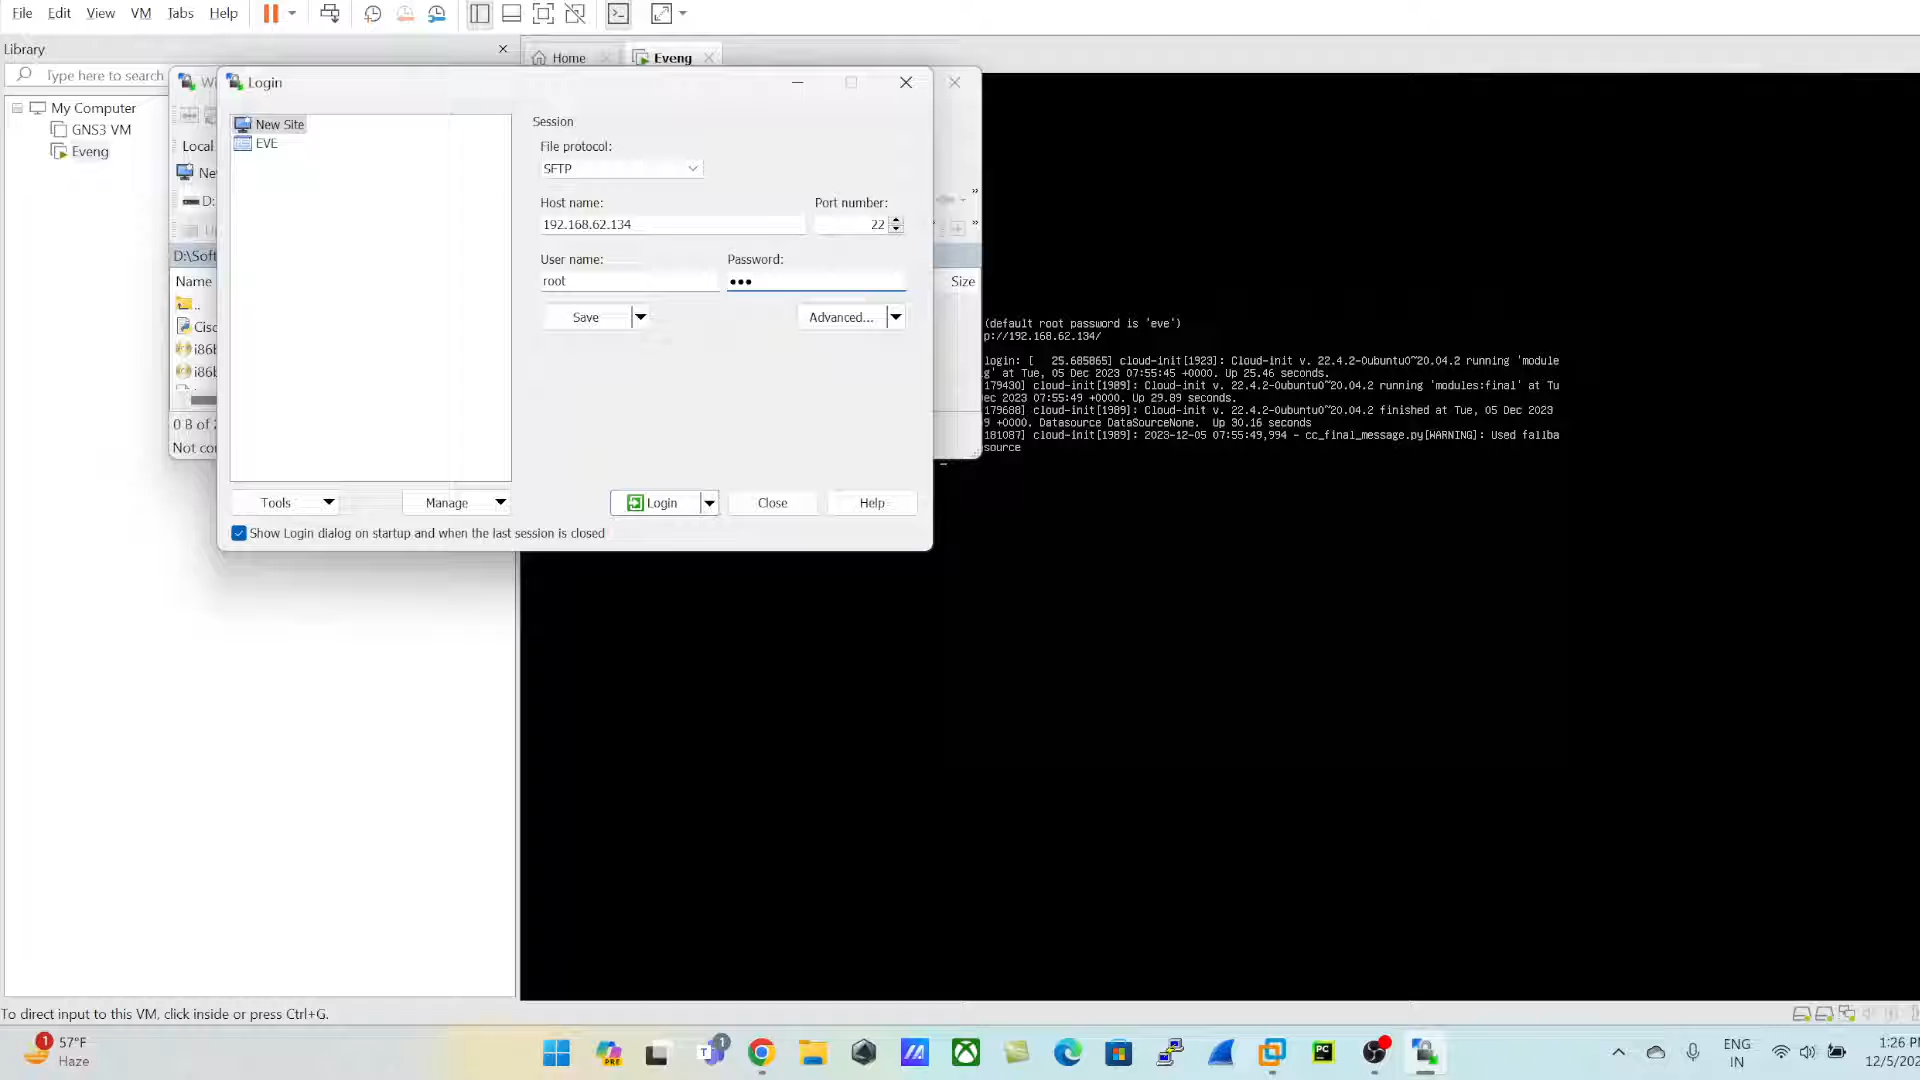 File Edit View VM Tabs Help
Library
Home
Eveng
Type here to search
My Computer
GNS3 VM
Eveng
Login
New Site
EVE
Session
File protocol:
SFTP
Host name:
Port number:
192.168.62.134
22
User name:
Password:
root
•••
Save
Advanced...
Local
D:
D:\Soft
Name
Size
..
Cisc
i86b
i86b
0 B of
Not co
Tools
Manage
Login
Close
Help
Show Login dialog on startup and when the last session is closed
(default root password is 'eve')
p://192.168.62.134/
login: [ 25.685865] cloud-init[1923]: Cloud-init v. 22.4.2-0ubuntu0~20.04.2 running 'module
g' at Tue, 05 Dec 2023 07:55:45 +0000. Up 25.46 seconds.
179430] cloud-init[1989]: Cloud-init v. 22.4.2-0ubuntu0~20.04.2 running 'modules:final' at Tu
ec 2023 07:55:49 +0000. Up 29.89 seconds.
179688] cloud-init[1989]: Cloud-init v. 22.4.2-0ubuntu0~20.04.2 finished at Tue, 05 Dec 2023
9 +0000. Datasource DataSourceNone. Up 30.16 seconds
181087] cloud-init[1989]: 2023-12-05 07:55:49,994 - cc_final_message.py[WARNING]: Used fallba
source
To direct input to this VM, click inside or press Ctrl+G.
1
57°F
Haze
PRE
1
PC
ENG
IN
1:26 P
12/5/202